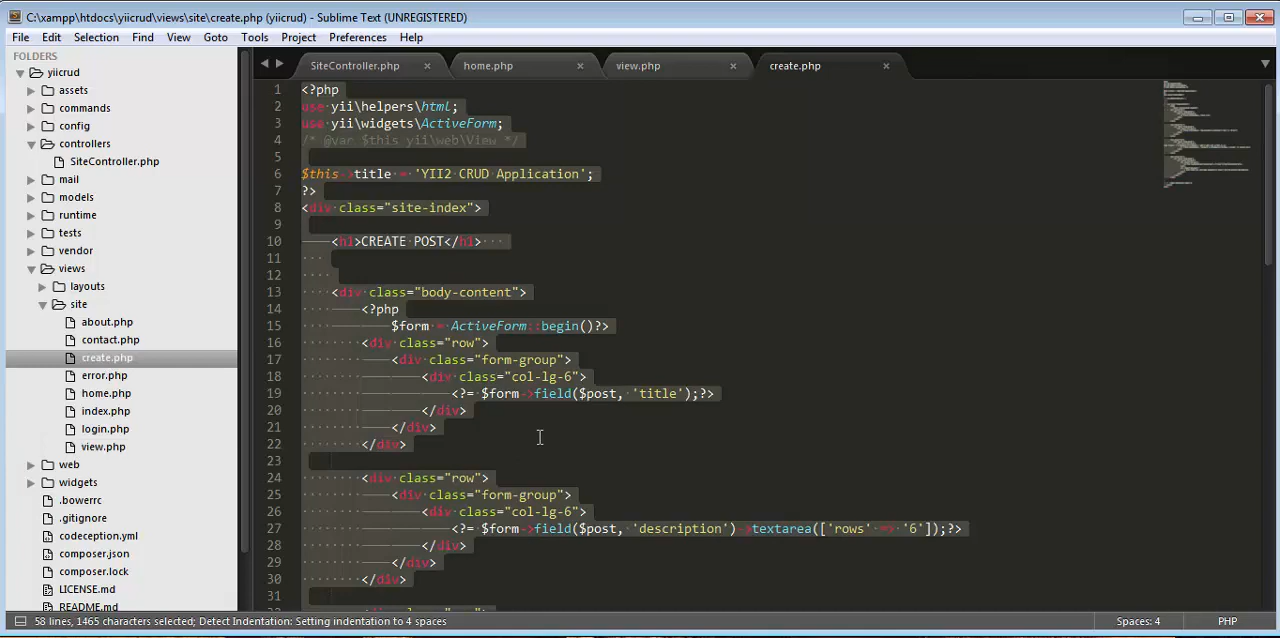 C:\xampp\htdocs\yiicrud\views\site\create.php (yiicrud) - Sublime Text (UNREGISTERED)
File Edit Selection Find View Goto Tools Project Preferences Help
FOLDERS
yiicrud
assets
commands
config
controllers
SiteController.php
mail
models
runtime
tests
vendor
views
layouts
site
about.php
contact.php
create.php
error.php
home.php
index.php
login.php
view.php
web
widgets
.bowerrc
.gitignore
codeception.yml
composer.json
composer.lock
LICENSE.md
README.md
SiteController.php home.php view.php create.php
1 <?php
2 use yii\helpers\html;
3 use yii\widgets\ActiveForm;
4 /* @var $this yii\web\View */
5
6 $this->title = 'YII2 CRUD Application';
7 ?>
8 <div class="site-index">
9
10 <h1>CREATE POST</h1>
11
12
13 <div class="body-content">
14 <?php
15 $form = ActiveForm::begin()?>
16 <div class="row">
17 <div class="form-group">
18 <div class="col-lg-6">
19 <?= $form->field($post, 'title');?>
20 </div>
21 </div>
22 </div>
23
24 <div class="row">
25 <div class="form-group">
26 <div class="col-lg-6">
27 <?= $form->field($post, 'description')->textarea(['rows' => '6']);?>
28 </div>
29 </div>
30 </div>
31
58 lines, 1465 characters selected; Detect Indentation: Setting indentation to 4 spaces
Spaces: 4 PHP